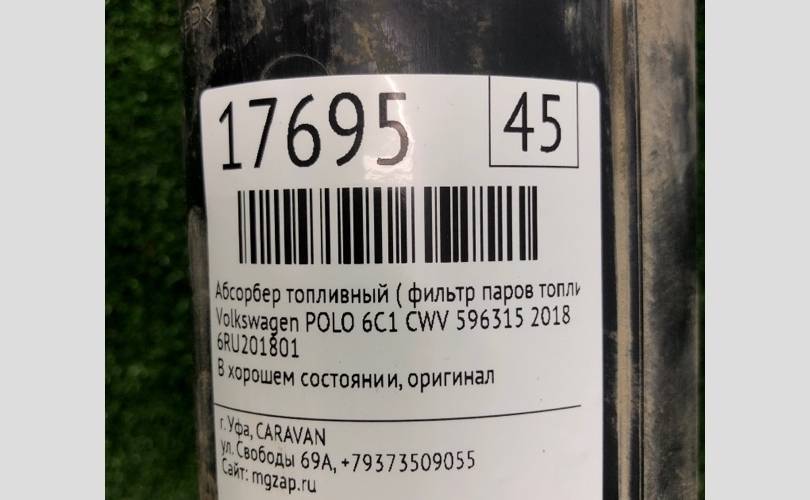 17695
45
Абсорбер топливный ( фильтр паров
Volkswagen POLO 6C1 CWV 596315 2018
6RU201801
В хорошем состоянии, оригинал
г. Уфа, CARAVAN
ул. Свободы 69А, +79373509055
Сайт: mgzap.ru